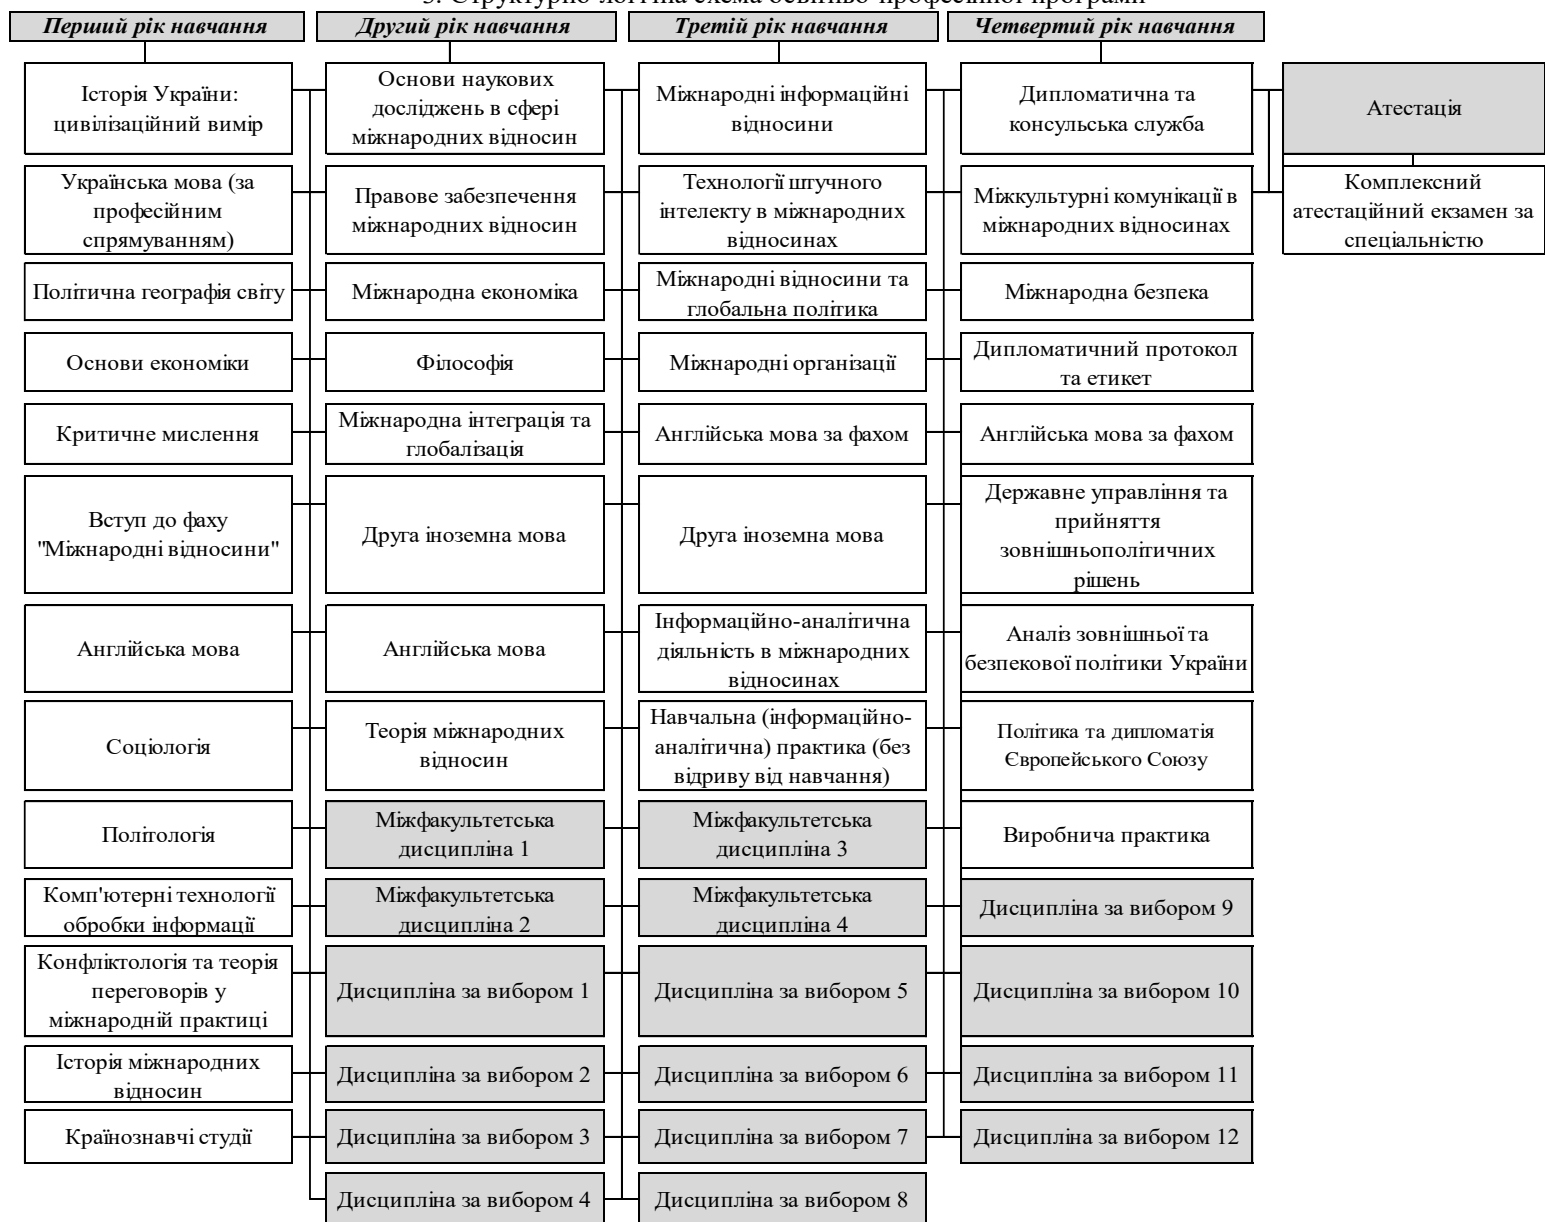 3. Структурно-логічна схема освітньо-професійної програми
Перший рік навчання
Другий рік навчання
Третій рік навчання
Четвертий рік навчання
Історія України:
цивілізаційний вимір
Основи наукових
досліджень в сфері
міжнародних відносин
Міжнародні інформаційні
відносини
Дипломатична та
консульська служба
Атестація
Українська мова (за
професійним
спрямуванням)
Правове забезпечення
міжнародних відносин
Технології штучного
інтелекту в міжнародних
відносинах
Міжкультурні комунікації в
міжнародних відносинах
Комплексний
атестаційний екзамен за
спеціальністю
Політична географія світу
Міжнародна економіка
Міжнародні відносини та
глобальна політика
Міжнародна безпека
Основи економіки
Філософія
Міжнародні організації
Дипломатичний протокол
та етикет
Критичне мислення
Міжнародна інтеграція та
глобалізація
Англійська мова за фахом
Англійська мова за фахом
Вступ до фаху
"Міжнародні відносини"
Друга іноземна мова
Друга іноземна мова
Державне управління та
прийняття
зовнішньополітичних
рішень
Англійська мова
Англійська мова
Інформаційно-аналітична
діяльність в міжнародних
відносинах
Аналіз зовнішньої та
безпекової політики України
Соціологія
Теорія міжнародних
відносин
Навчальна (інформаційно-
аналітична) практика (без
відриву від навчання)
Політика та дипломатія
Європейського Союзу
Політологія
Міжфакультетська
дисципліна 1
Міжфакультетська
дисципліна 3
Виробнича практика
Комп'ютерні технології
обробки інформації
Міжфакультетська
дисципліна 2
Міжфакультетська
дисципліна 4
Дисципліна за вибором 9
Конфліктологія та теорія
переговорів у
міжнародній практиці
Дисципліна за вибором 1
Дисципліна за вибором 5
Дисципліна за вибором 10
Історія міжнародних
відносин
Дисципліна за вибором 2
Дисципліна за вибором 6
Дисципліна за вибором 11
Країнознавчі студії
Дисципліна за вибором 3
Дисципліна за вибором 7
Дисципліна за вибором 12
Дисципліна за вибором 4
Дисципліна за вибором 8